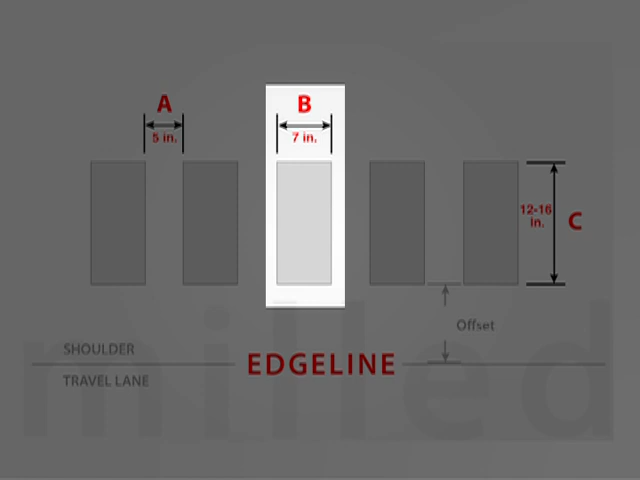 A
B
5 in.
7 in.
12-16
in.
C
Offset
SHOULDER
EDGELINE
TRAVEL LANE
milled